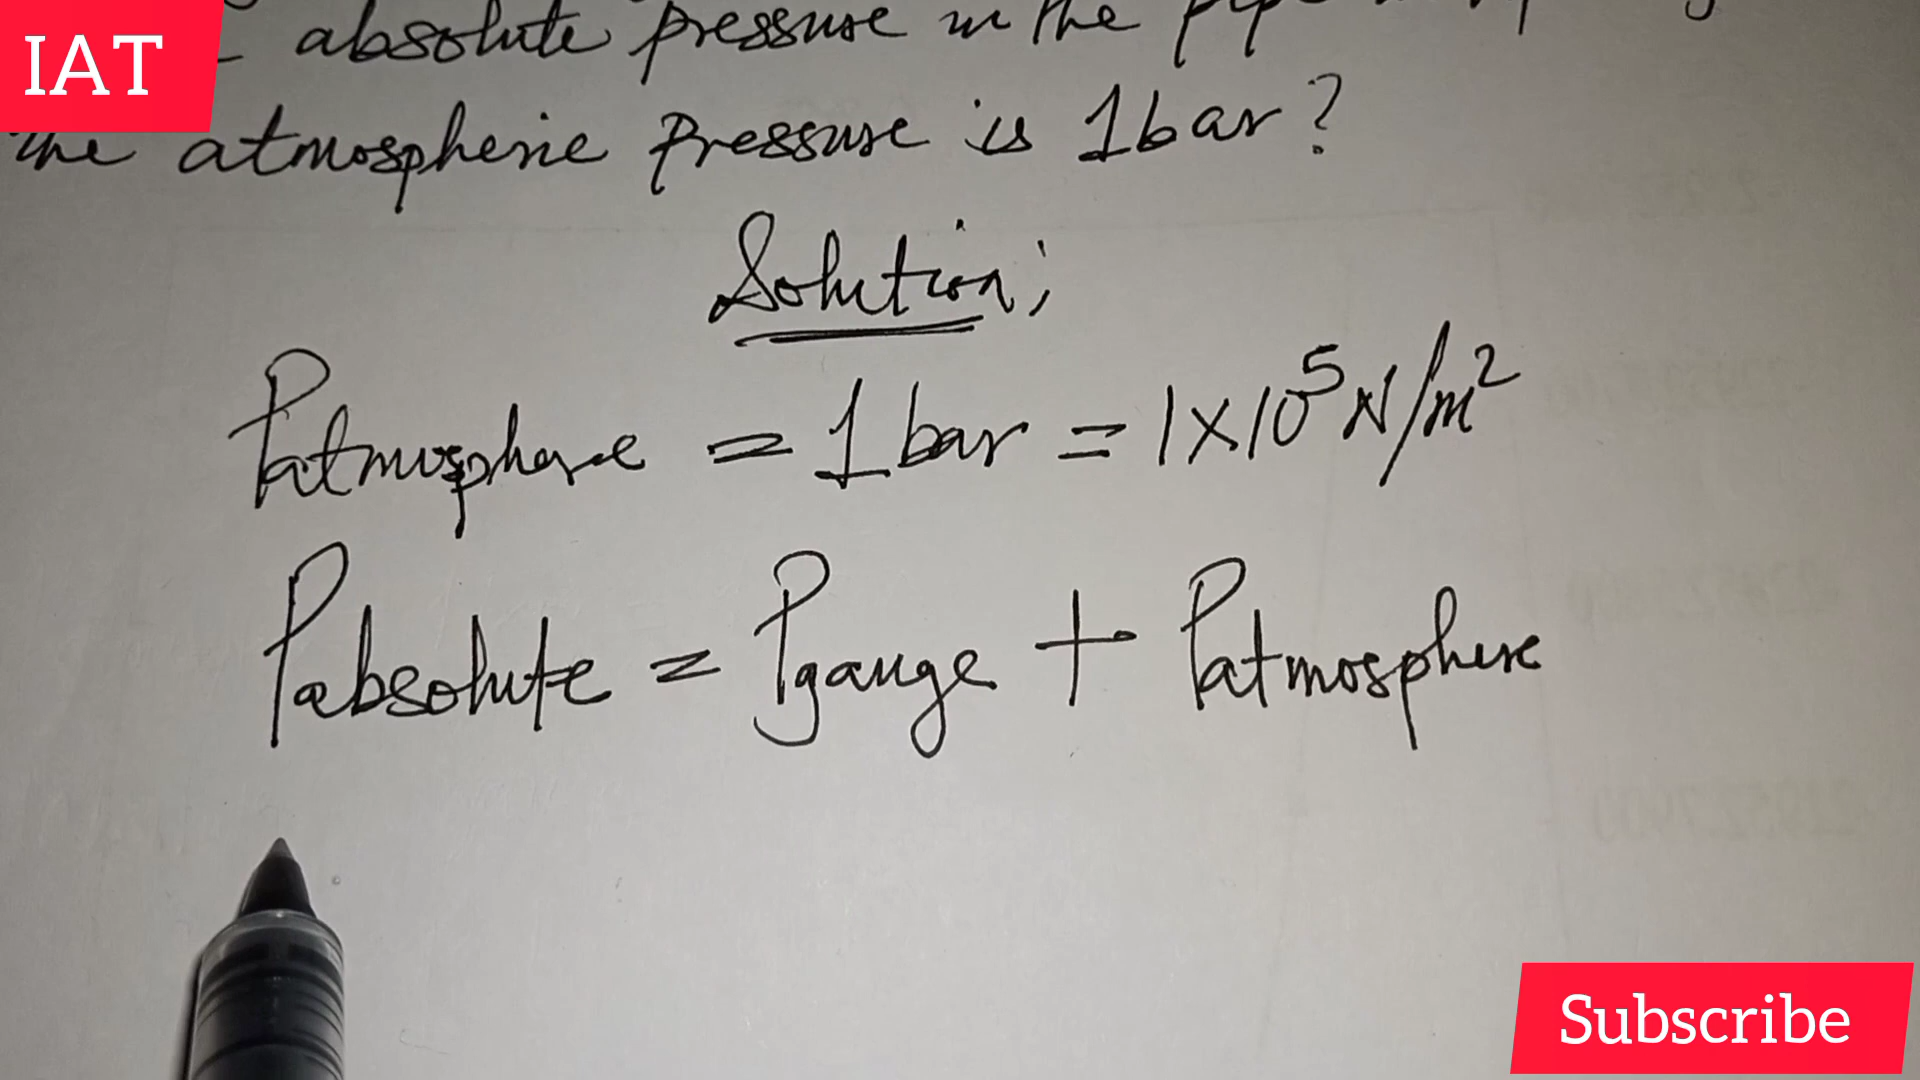 IAT
absolute pressure in the
the atmospheric pressure is 1bar?
Solution;
Patmosphere = 1 bar = 1×10⁵ N/m²
Pabsolute = Pgauge + Patmosphere
Subscribe